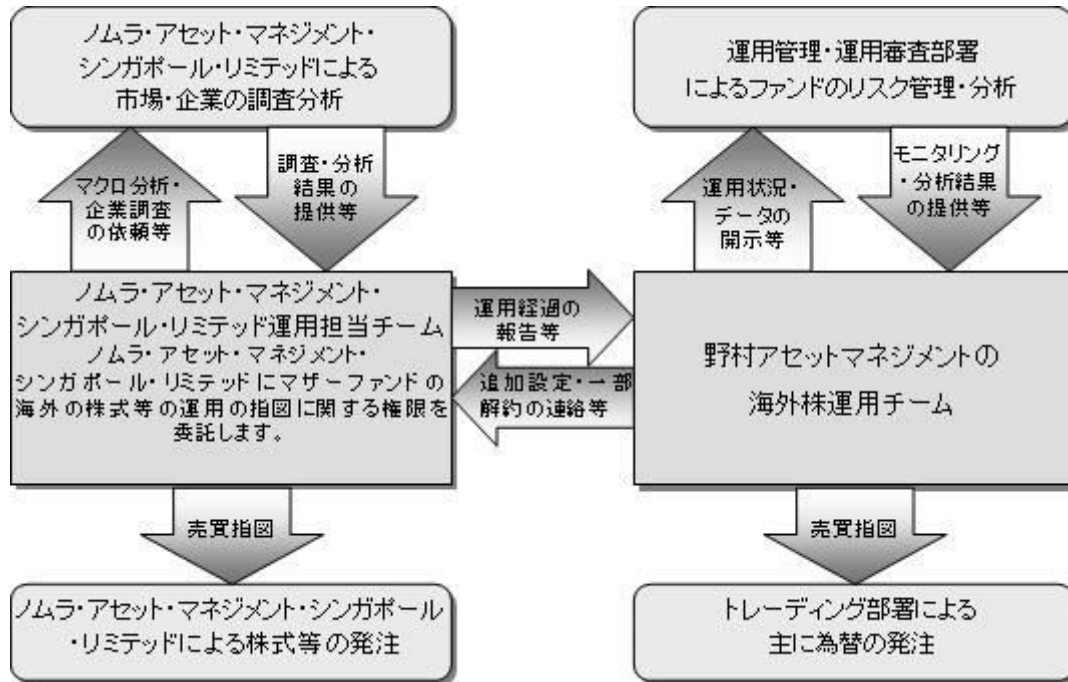 ノムラ・アセット・マネジメント・
シンガポール・リミテッドによる
市場・企業の調査分析
運用管理・運用審査部署
によるファンドのリスク管理・分析
マクロ分析・
企業調査
の依頼等
調査・分析
結果の
提供等
運用状況・
データの
開示等
モニタリング
・分析結果
の提供等
ノムラ・アセット・マネジメント・
シンガポール・リミテッド運用担当チーム
ノムラ・アセット・マネジメント・
シンガポール・リミテッドにマザーファンドの
海外の株式等の運用の指図に関する権限を
委託します。
運用経過の
報告等
追加設定・一部
解約の連絡等
野村アセットマネジメントの
海外株運用チーム
売買指図
売買指図
ノムラ・アセット・マネジメント・シンガポール
・リミテッドによる株式等の発注
トレーディング部署による
主に為替の発注